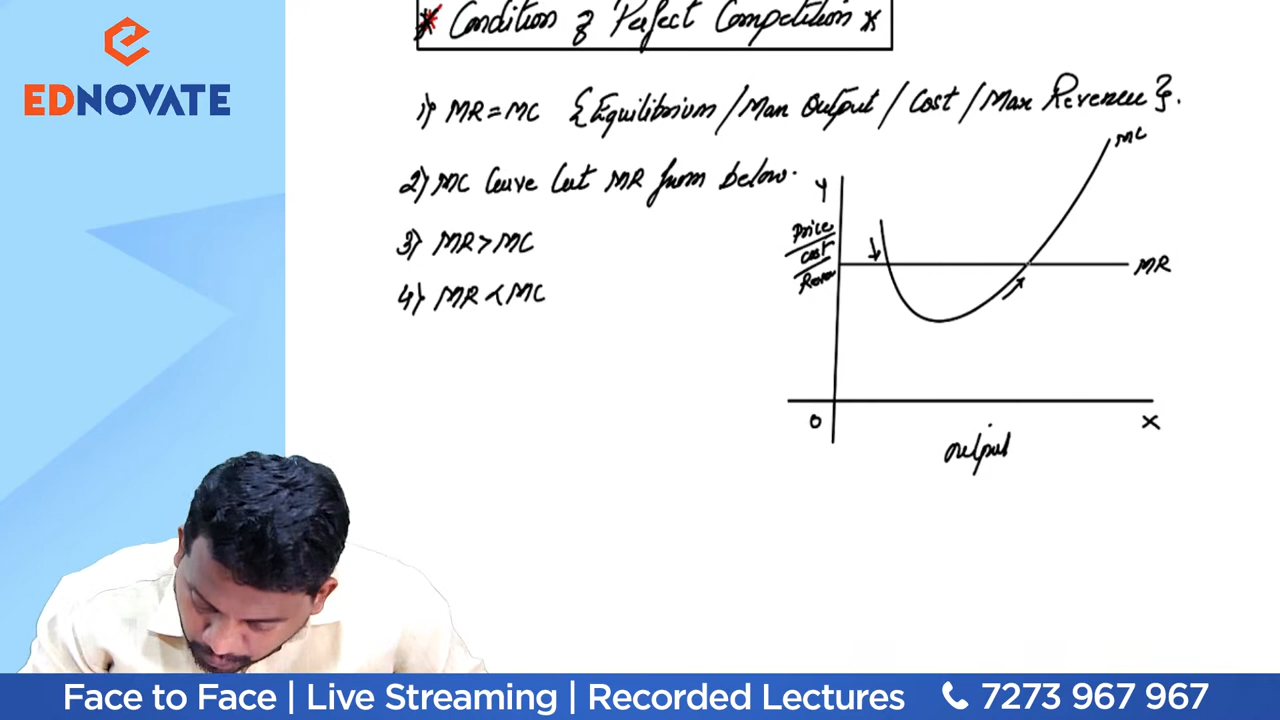 EDNOVATE
* Condition of Perfect Competition *
1) MR = MC {Equilibrium / Max Output / Cost / Max Revenue}.
2) MC Curve Cut MR from below.
3) MR > MC
4) MR < MC
Y
Price
Cost
MC
MR
O
X
output
Face to Face | Live Streaming | Recorded Lectures 7273 967 967